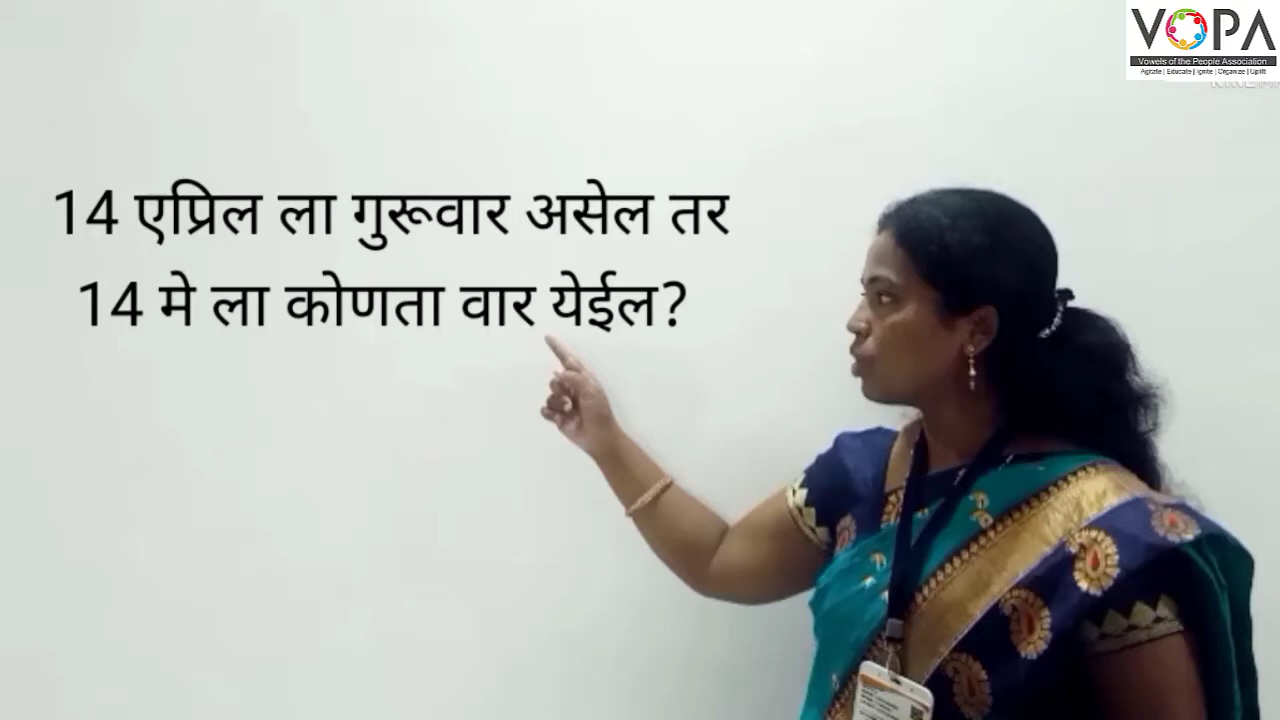 VOPA
Vowels of the People Association
Agitate | Educate | Ignite | Organize | Uplift
14 एप्रिल ला गुरूवार असेल तर
14 मे ला कोणता वार येईल?